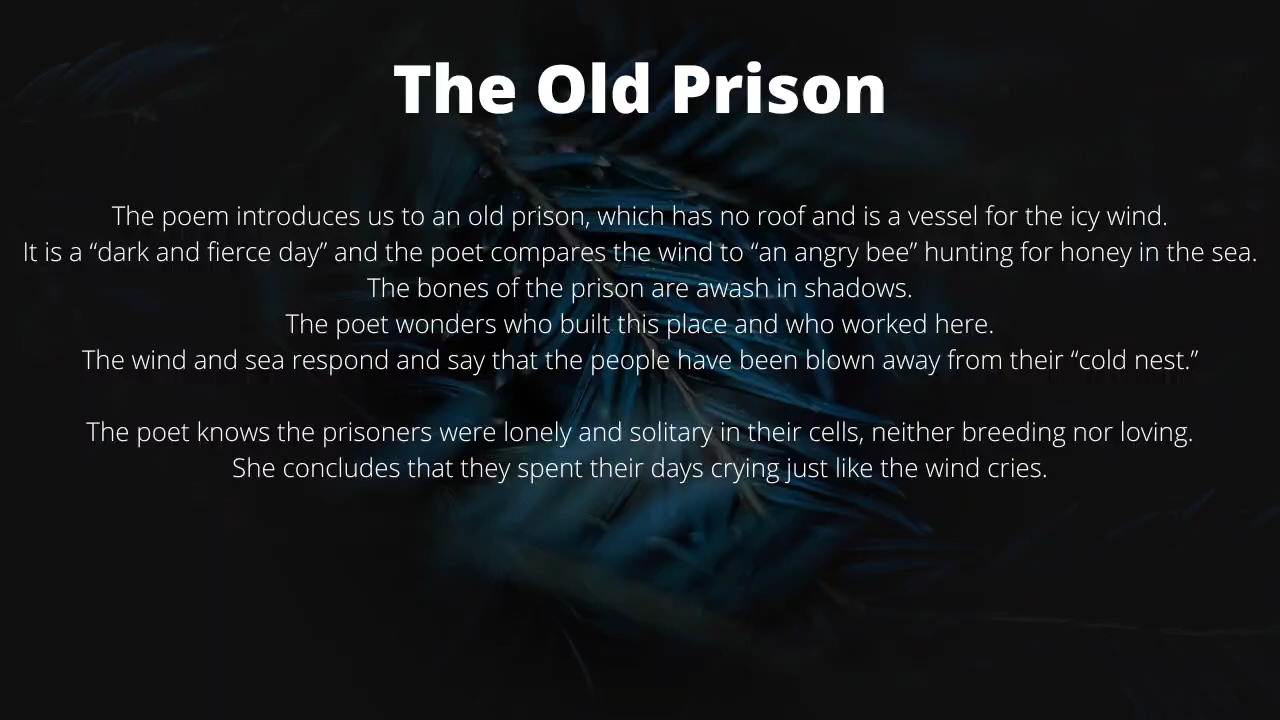 The Old Prison
The poem introduces us to an old prison, which has no roof and is a vessel for the icy wind.
It is a “dark and fierce day” and the poet compares the wind to “an angry bee” hunting for honey in the sea.
The bones of the prison are awash in shadows.
The poet wonders who built this place and who worked here.
The wind and sea respond and say that the people have been blown away from their “cold nest.”
The poet knows the prisoners were lonely and solitary in their cells, neither breeding nor loving.
She concludes that they spent their days crying just like the wind cries.